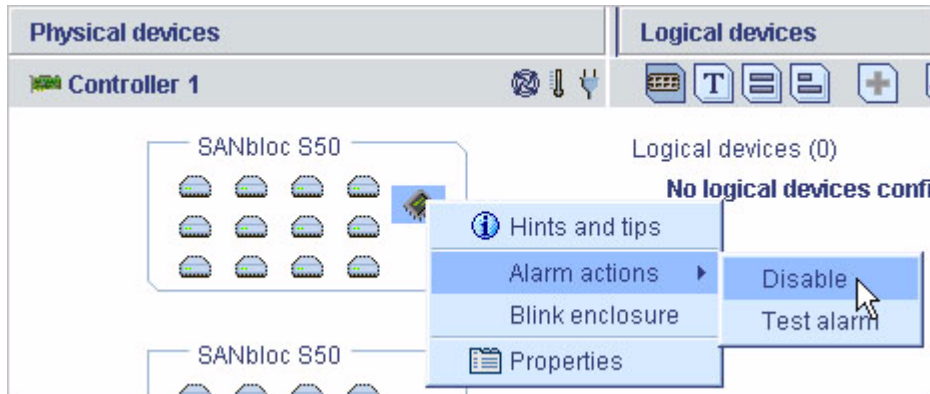 Physical devices
Logical devices
Controller 1
T
SANbloc S50
Logical devices (0)
No logical devices confi
Hints and tips
Alarm actions
Disable
Blink enclosure
Test alarm
SANbloc S50
Properties